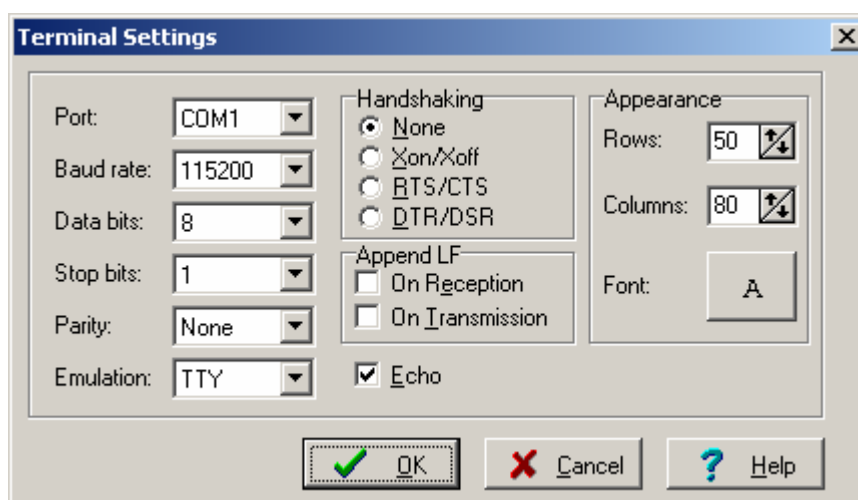 Terminal Settings
Port: COM1
Baud rate: 115200
Data bits: 8
Stop bits: 1
Parity: None
Emulation: TTY
Handshaking
None
Xon/Xoff
RTS/CTS
DTR/DSR
Append LF
On Reception
On Transmission
Echo
Appearance
Rows: 50
Columns: 80
Font: A
OK
Cancel
? Help